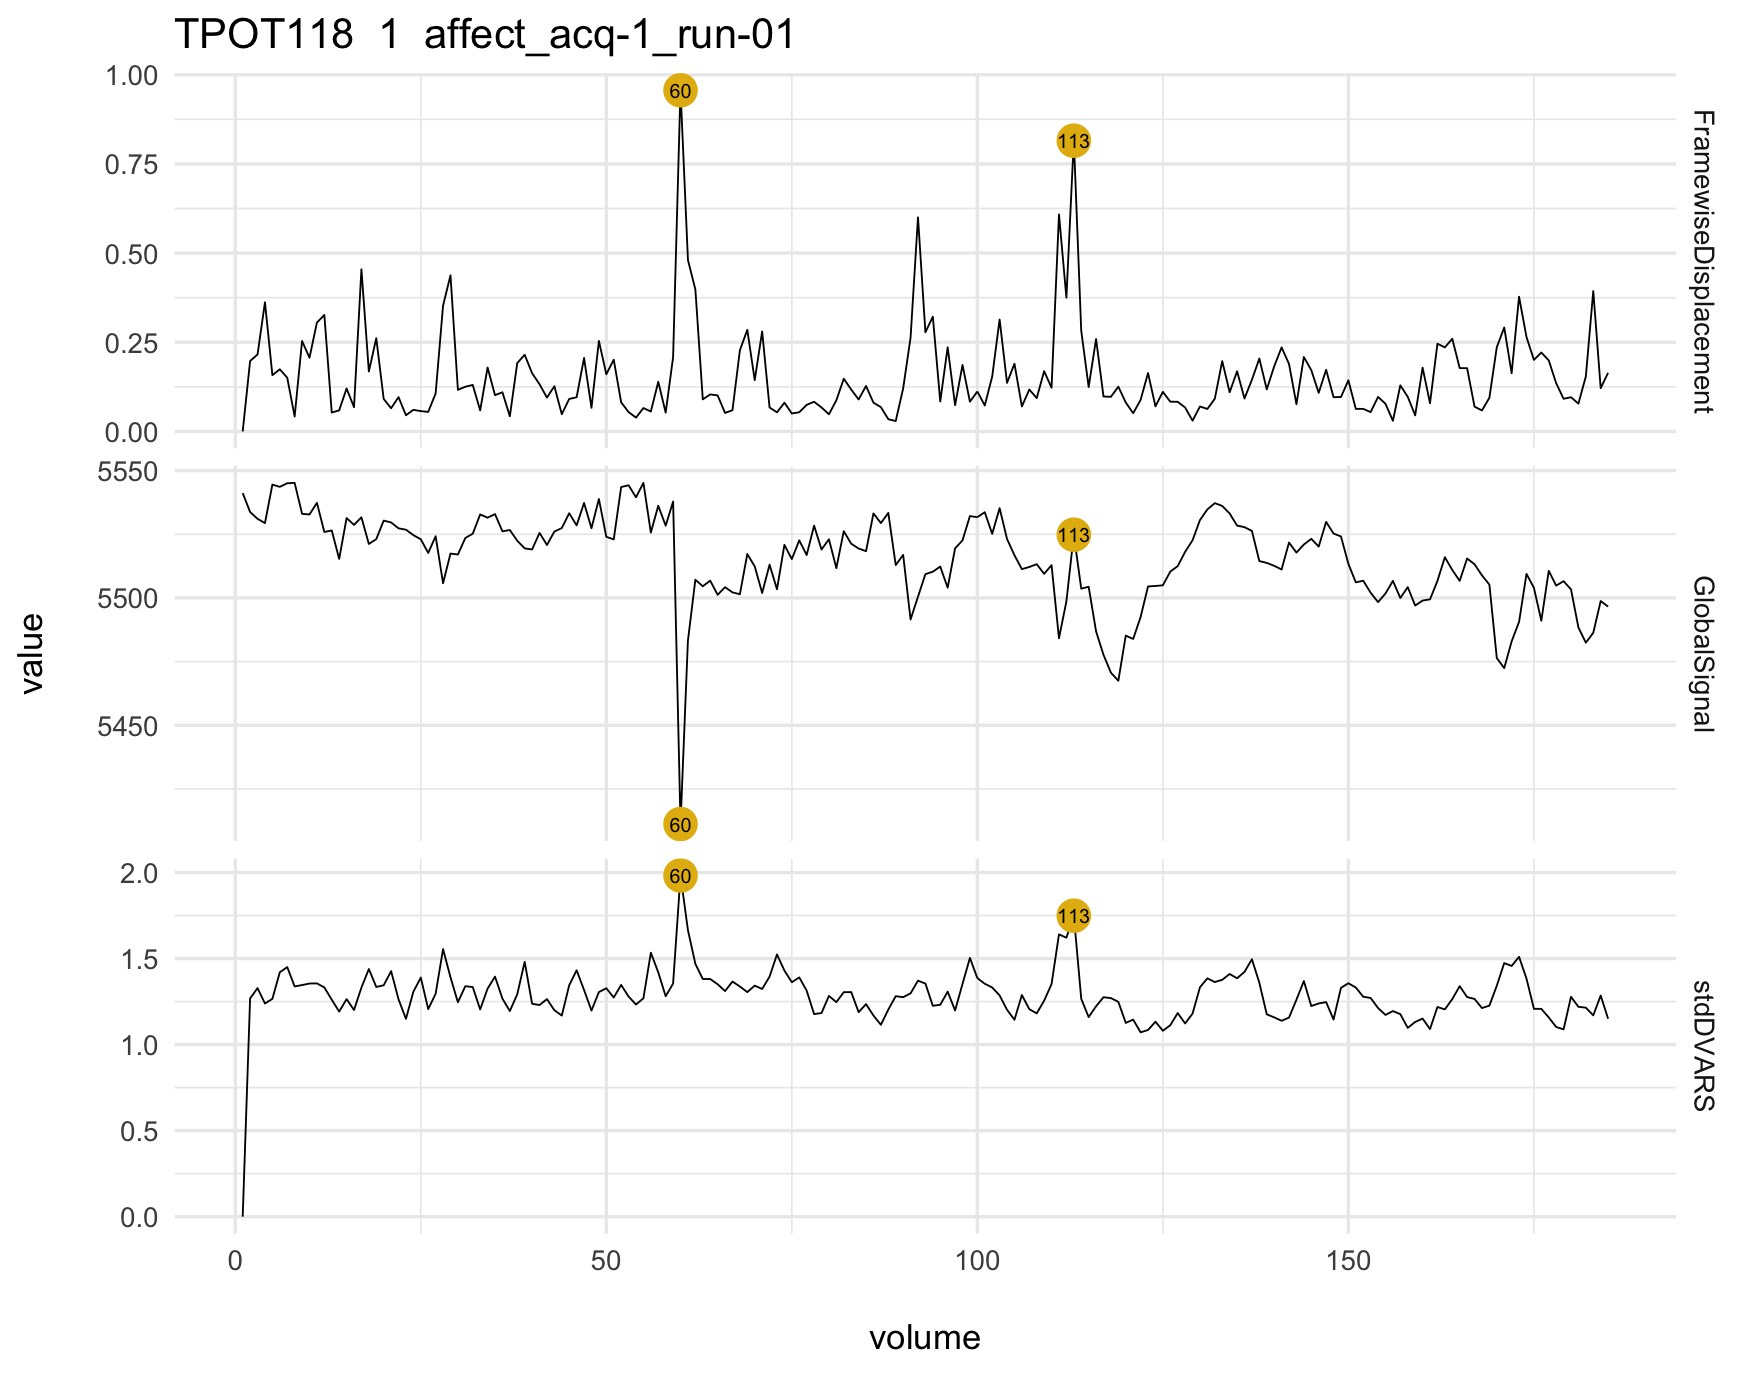 TPOT118 1 affect_acq-1_run-01
1.00
0.75
0.50
0.25
0.00
60
113
FramewiseDisplacement
5550
5500
5450
113
60
GlobalSignal
value
2.0
1.5
1.0
0.5
0.0
60
113
stdDVARS
0 50 100 150
volume